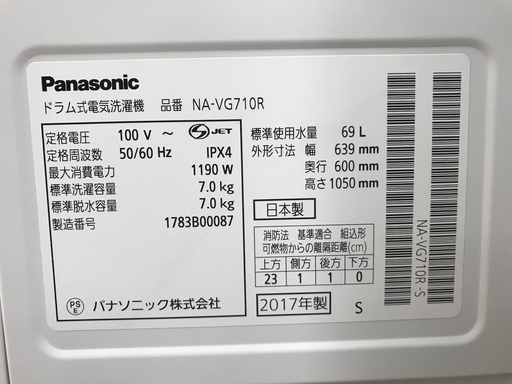 Panasonic
ドラム式電気洗濯機 品番 NA-VG710R
定格電圧 100 V ～
定格周波数 50/60 Hz
S JET
IPX4
最大消費電力 1190 W
標準洗濯容量 7.0 kg
標準脱水容量 7.0 kg
製造番号 1783B00087
標準使用水量 69 L
外形寸法 幅 639 mm
奥行 600 mm
高さ 1050 mm
日本製
消防法 基準適合 組込形
可燃物からの離隔距離(cm)
上方 側方 後方 下方
23 1 1 0
PS E パナソニック株式会社
2017年製 S
NA-VG710R-S